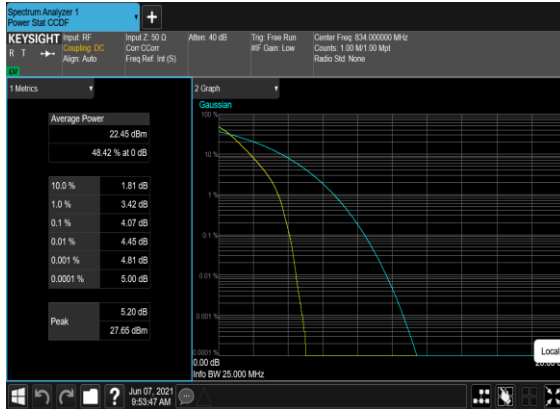 Spectrum Analyzer 1
Power Stat CCDF
+
KEYSIGHT
R T
LU
Input: RF
Coupling: DC
Align: Auto
Input Z: 50 Ω
Corr CCorr
Freq Ref: Int (S)
Atten: 40 dB
Trig: Free Run
#IF Gain: Low
Center Freq: 834.000000 MHz
Counts: 1.00 M/1.00 Mpt
Radio Std: None
1 Metrics
Average Power
22.45 dBm
48.42 % at 0 dB
10.0 % 1.81 dB
1.0 % 3.42 dB
0.1 % 4.07 dB
0.01 % 4.45 dB
0.001 % 4.81 dB
0.0001 % 5.00 dB
Peak
5.20 dB
27.65 dBm
2 Graph
Gaussian
100 %
10 %
1 %
0.1 %
0.01 %
0.001 %
0.0001 %
0.00 dB
Info BW 25.000 MHz
Local
?
Jun 07, 2021
9:53:47 AM